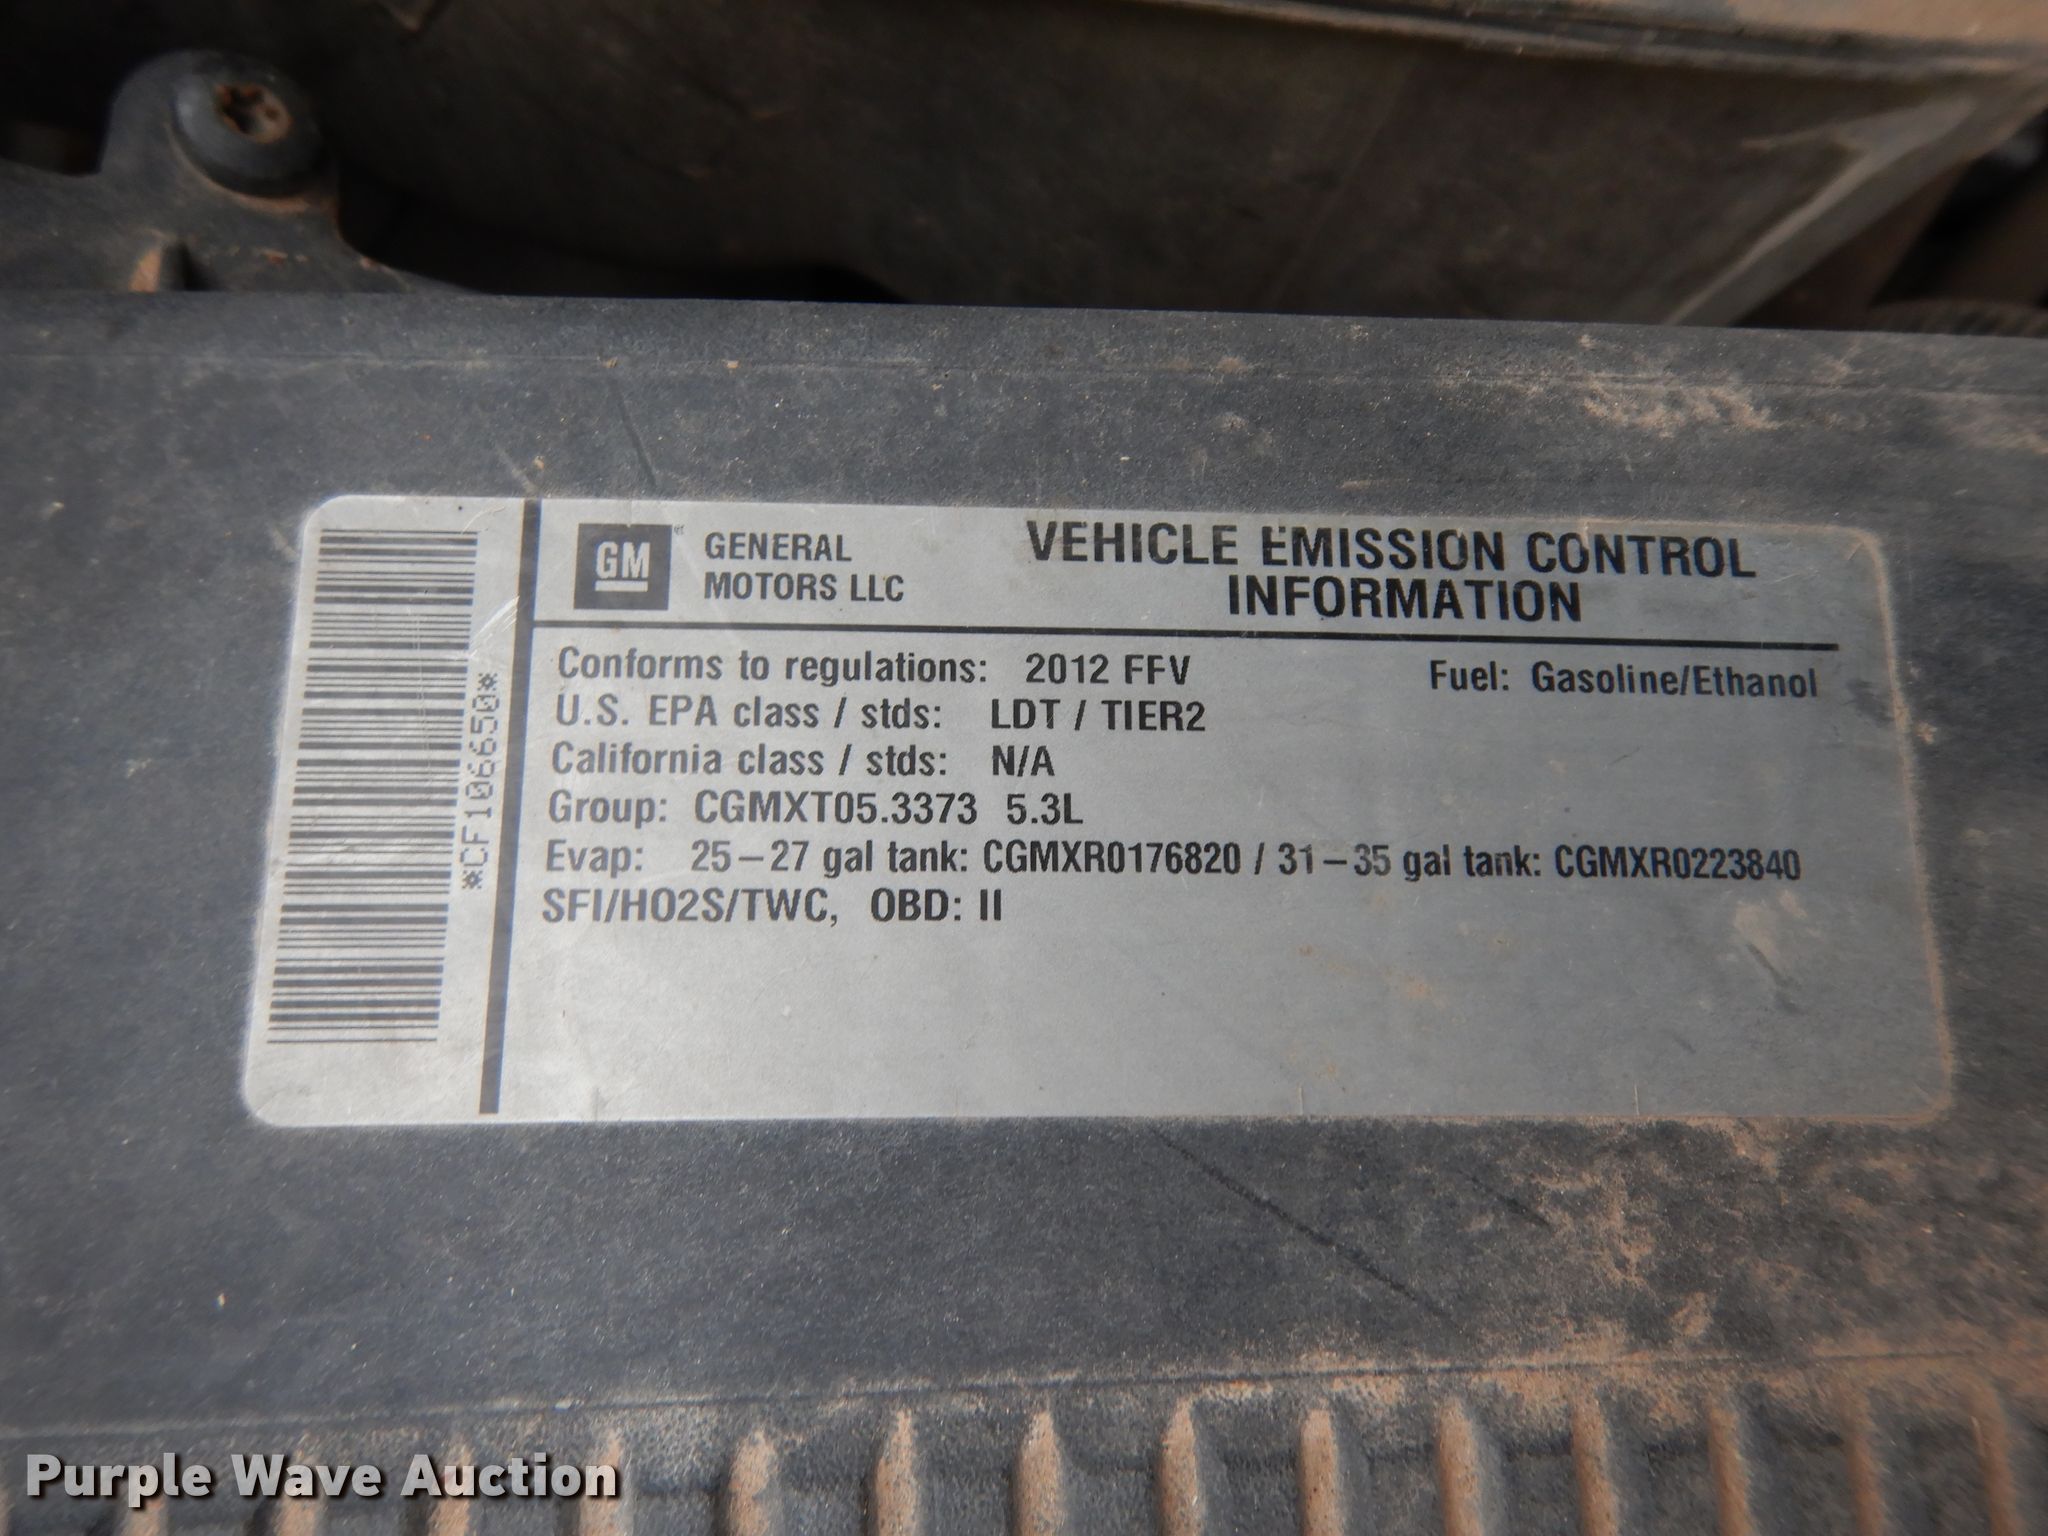 GM
GENERAL
MOTORS LLC
VEHICLE EMISSION CONTROL
INFORMATION
Conforms to regulations: 2012 FFV Fuel: Gasoline/Ethanol
U.S. EPA class / stds: LDT / TIER2
California class / stds: N/A
Group: CGMXT05.3373 5.3L
Evap: 25-27 gal tank: CGMXR0176820 / 31-35 gal tank: CGMXR0223840
SFI/HO2S/TWC, OBD: II
*CF106650*
Purple Wave Auction